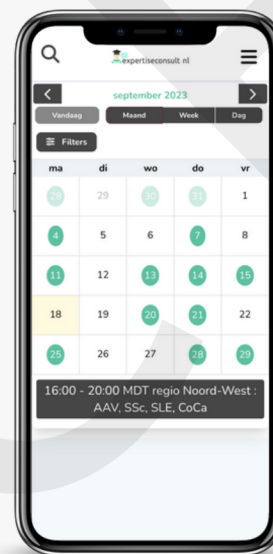 expertiseconsult nl
september 2023
Vandaag
Maand Week Dag
Filters
ma di wo do vr
28 29 30 31 1
4 5 6 7 8
11 12 13 14 15
18 19 20 21 22
25 26 27 28 29
16:00 - 20:00 MDT regio Noord-West :
AAV, SSc, SLE, CoCa